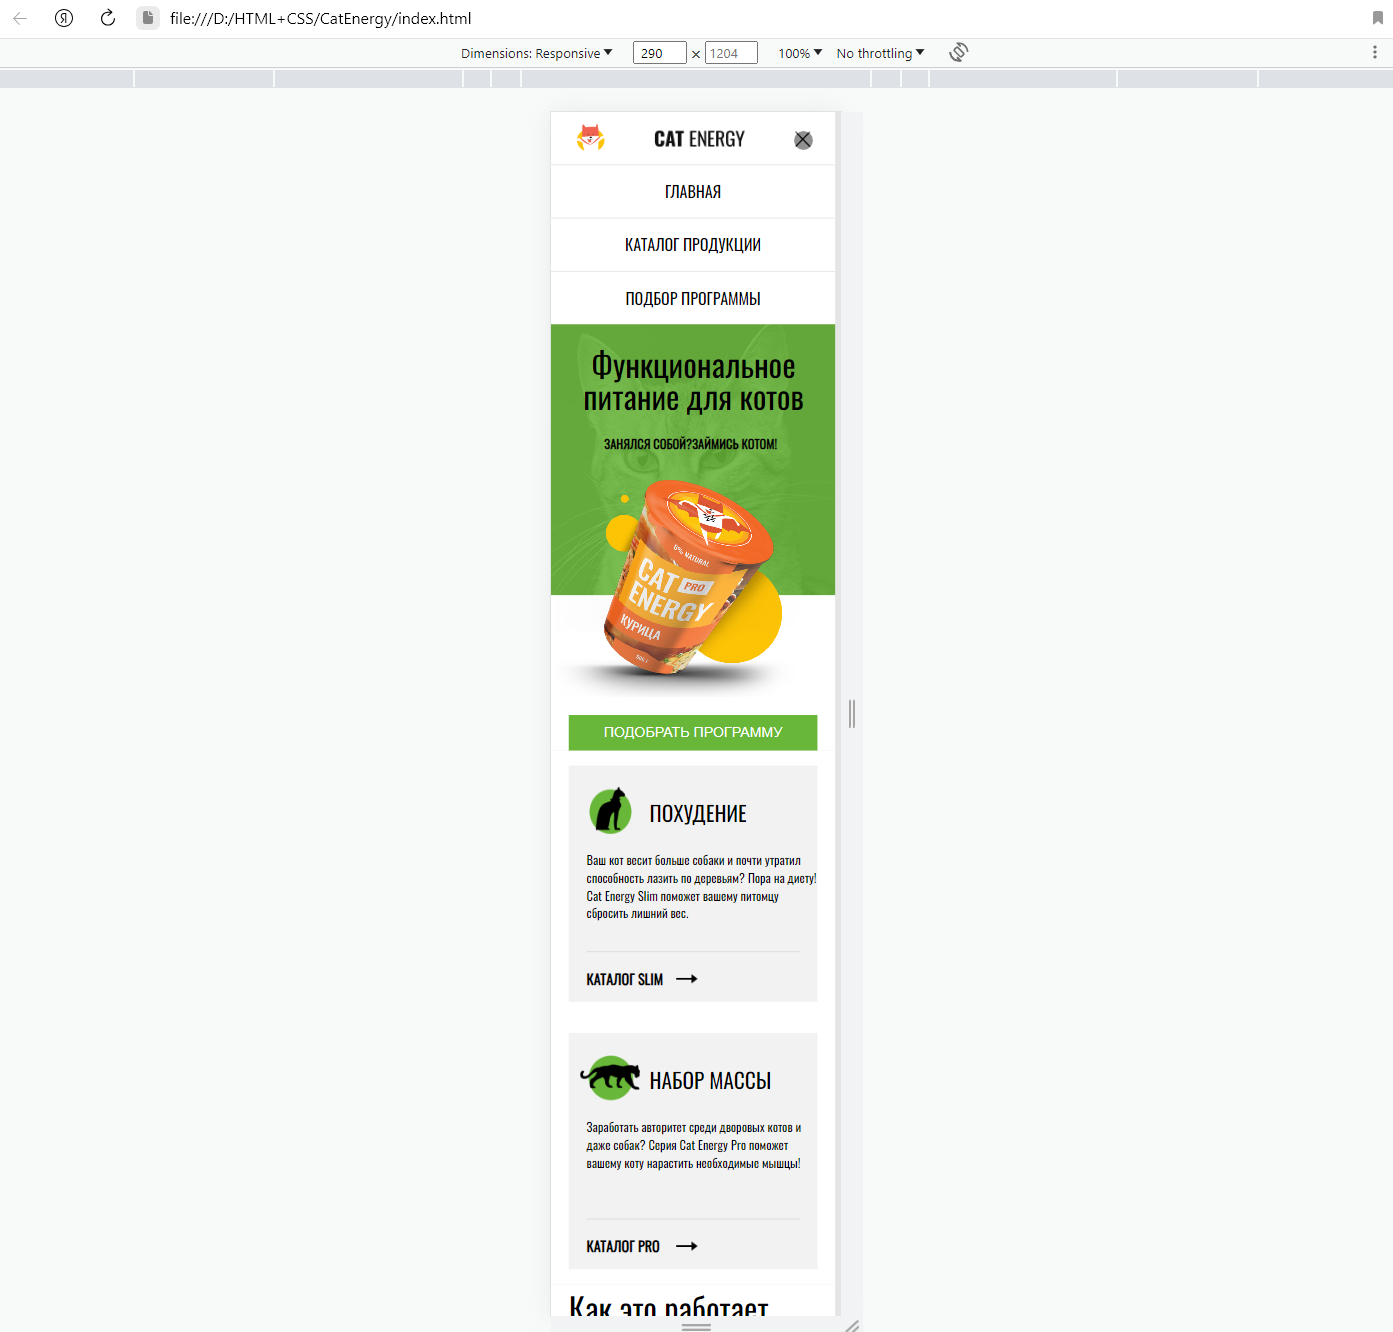 Я
file:///D:/HTML+CSS/CatEnergy/index.html
Dimensions: Responsive 290 × 1204 100% No throttling
CAT ENERGY
ГЛАВНАЯ
КАТАЛОГ ПРОДУКЦИИ
ПОДБОР ПРОГРАММЫ
Функциональное
питание для котов
ЗАНЯЛСЯ СОБОЙ?ЗАЙМИСЬ КОТОМ!
NATURAL
CAT PRO
ENERGY
КУРИЦА
ПОДОБРАТЬ ПРОГРАММУ
ПОХУДЕНИЕ
Ваш кот весит больше собаки и почти утратил
способность лазить по деревьям? Пора на диету!
Cat Energy Slim поможет вашему питомцу
сбросить лишний вес.
КАТАЛОГ SLIM
НАБОР МАССЫ
Заработать авторитет среди дворовых котов и
даже собак? Серия Cat Energy Pro поможет
вашему коту нарастить необходимые мышцы!
КАТАЛОГ PRO
Как это работает